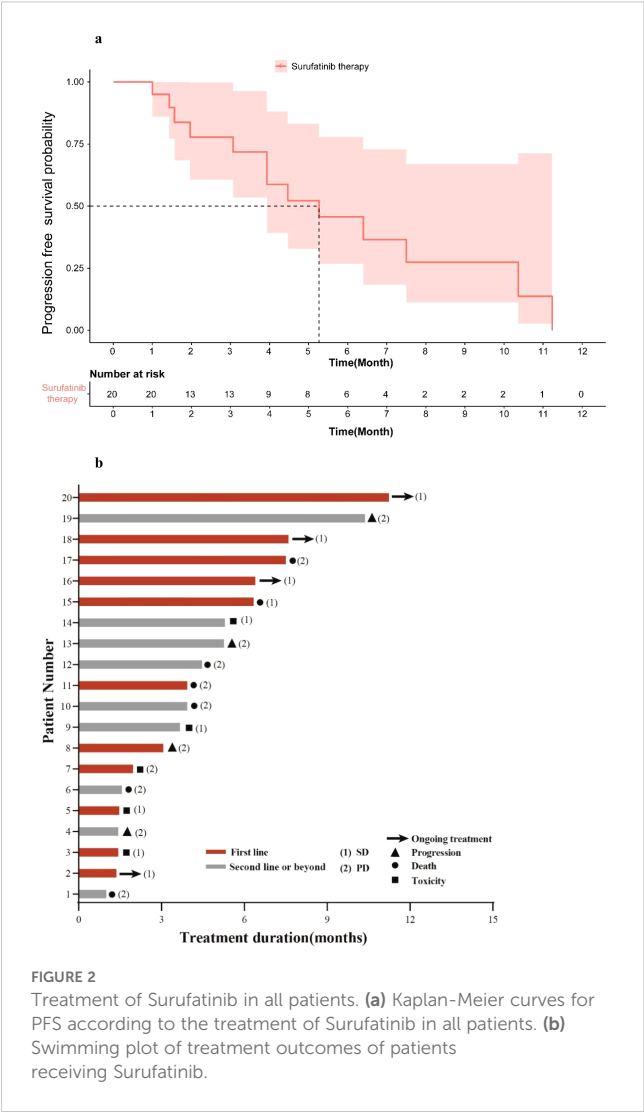 a
Surufatinib therapy
Progression free survival probability
1.00
0.75
0.50
0.25
0.00
0 1 2 3 4 5 6 7 8 9 10 11 12
Time(Month)
Number at risk
Surufatinib
therapy
20 20 13 13 9 8 6 4 2 2 2 1 0
0 1 2 3 4 5 6 7 8 9 10 11 12
Time(Month)
b
Patient Number
20 (1)
19 (2)
18 (1)
17 (2)
16 (1)
15 (1)
14 (1)
13 (2)
12 (2)
11 (2)
10 (2)
9 (1)
8 (2)
7 (2)
6 (2)
5 (1)
4 (2)
3 (1)
2 (1)
1 (2)
First line
Second line or beyond
(1) SD
(2) PD
Ongoing treatment
Progression
Death
Toxicity
0 3 6 9 12 15
Treatment duration(months)
FIGURE 2
Treatment of Surufatinib in all patients. (a) Kaplan-Meier curves for
PFS according to the treatment of Surufatinib in all patients. (b)
Swimming plot of treatment outcomes of patients
receiving Surufatinib.